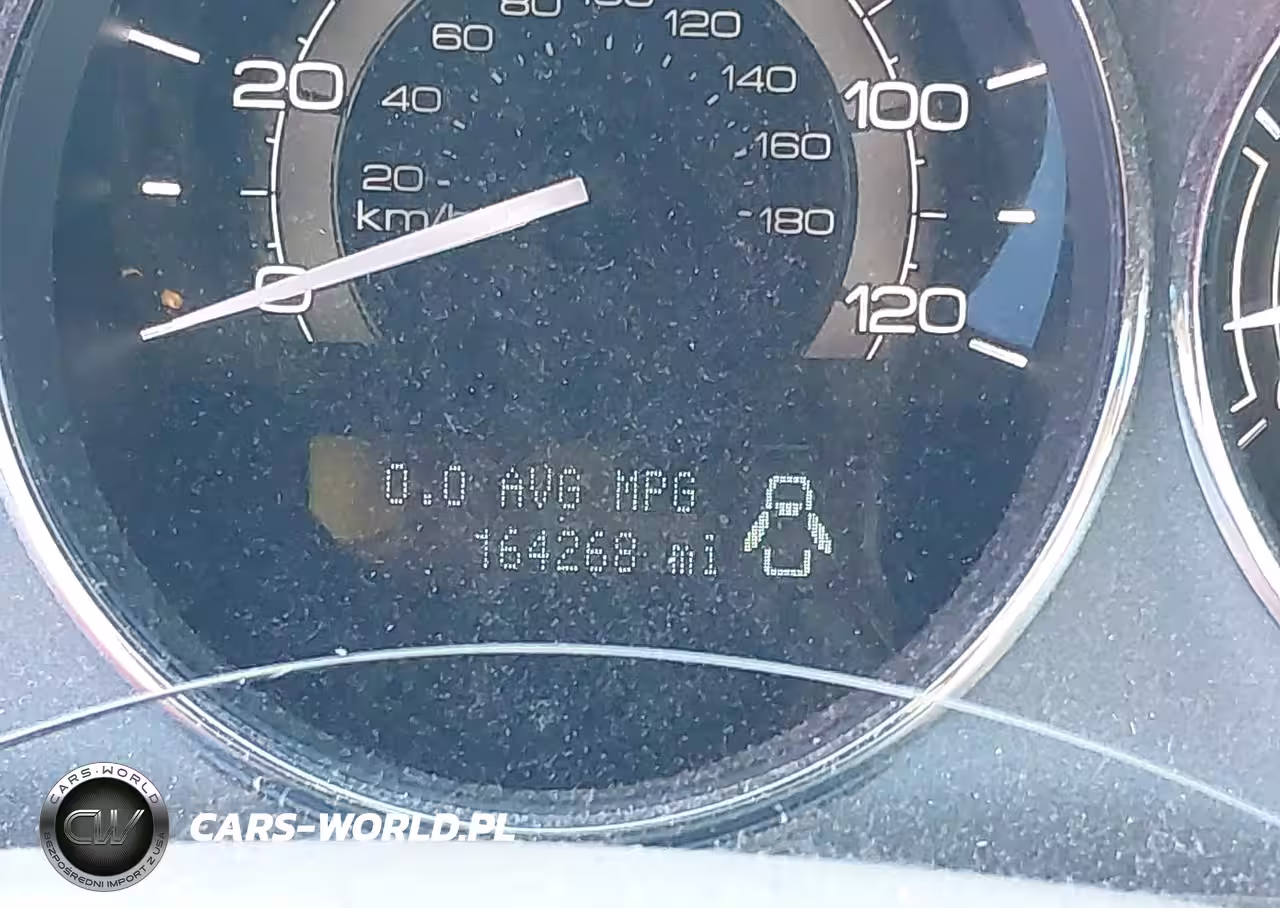 80
120
60
20
40
140
100
160
20
km/h
180
0
120
0.0 AVG MPG
164268 mi
CARS-WORLD
CW
BEZPOŚREDNI IMPORT Z USA
CARS-WORLD.PL